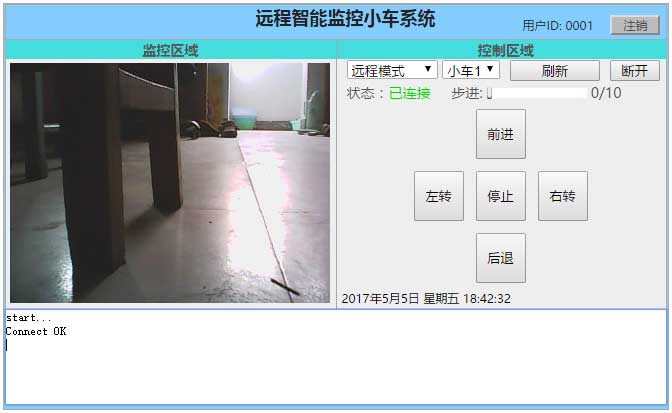 远程智能监控小车系统
用户ID: 0001
注销
监控区域
控制区域
远程模式
小车1
刷新
断开
状态：已连接
步进:
0/10
前进
左转
停止
右转
后退
2017年5月5日 星期五 18:42:32
start...
Connect OK